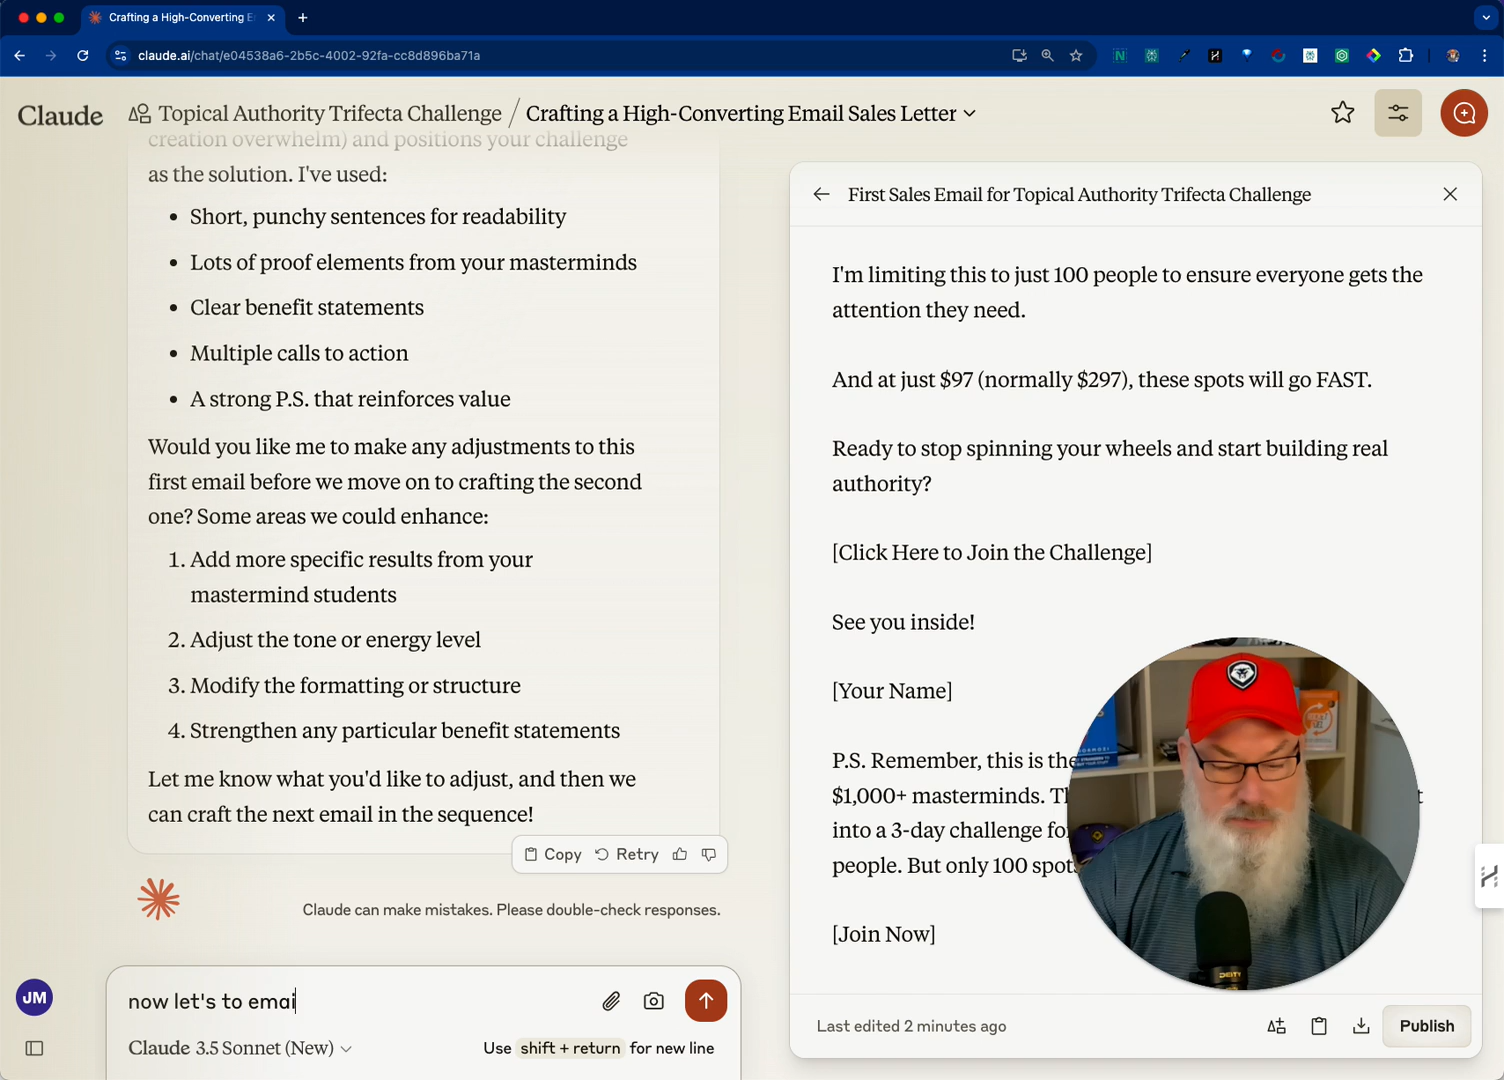 Crafting a High-Converting E
claude.ai/chat/e04538a6-2b5c-4002-92fa-cc8d896ba71a
Claude
Topical Authority Trifecta Challenge / Crafting a High-Converting Email Sales Letter
creation overwhelm) and positions your challenge
as the solution. I've used:
• Short, punchy sentences for readability
• Lots of proof elements from your masterminds
• Clear benefit statements
• Multiple calls to action
• A strong P.S. that reinforces value
Would you like me to make any adjustments to this
first email before we move on to crafting the second
one? Some areas we could enhance:
1. Add more specific results from your
mastermind students
2. Adjust the tone or energy level
3. Modify the formatting or structure
4. Strengthen any particular benefit statements
Let me know what you'd like to adjust, and then we
can craft the next email in the sequence!
Copy Retry
Claude can make mistakes. Please double-check responses.
JM
now let's to emai
Claude 3.5 Sonnet (New)
Use shift + return for new line
First Sales Email for Topical Authority Trifecta Challenge
I'm limiting this to just 100 people to ensure everyone gets the
attention they need.
And at just $97 (normally $297), these spots will go FAST.
Ready to stop spinning your wheels and start building real
authority?
[Click Here to Join the Challenge]
See you inside!
[Your Name]
P.S. Remember, this is the
$1,000+ masterminds.
into a 3-day challenge
people. But only 100
[Join Now]
Last edited 2 minutes ago
Publish
DEITY